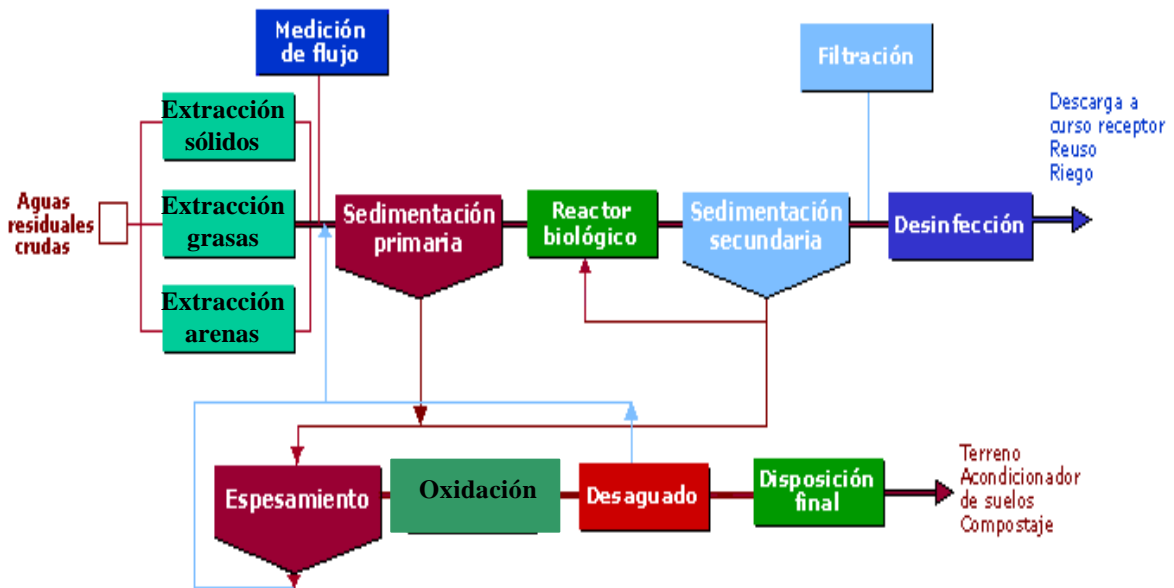 Medición
de flujo
Filtración
Extracción
sólidos
Descarga a
curso receptor
Reuso
Riego
Aguas
residuales
crudas
Extracción
grasas
Sedimentación
primaria
Reactor
biológico
Sedimentación
secundaria
Desinfección
Extracción
arenas
Espesamiento
Oxidación
Desaguado
Disposición
final
Terreno
Acondicionador
de suelos
Compostaje